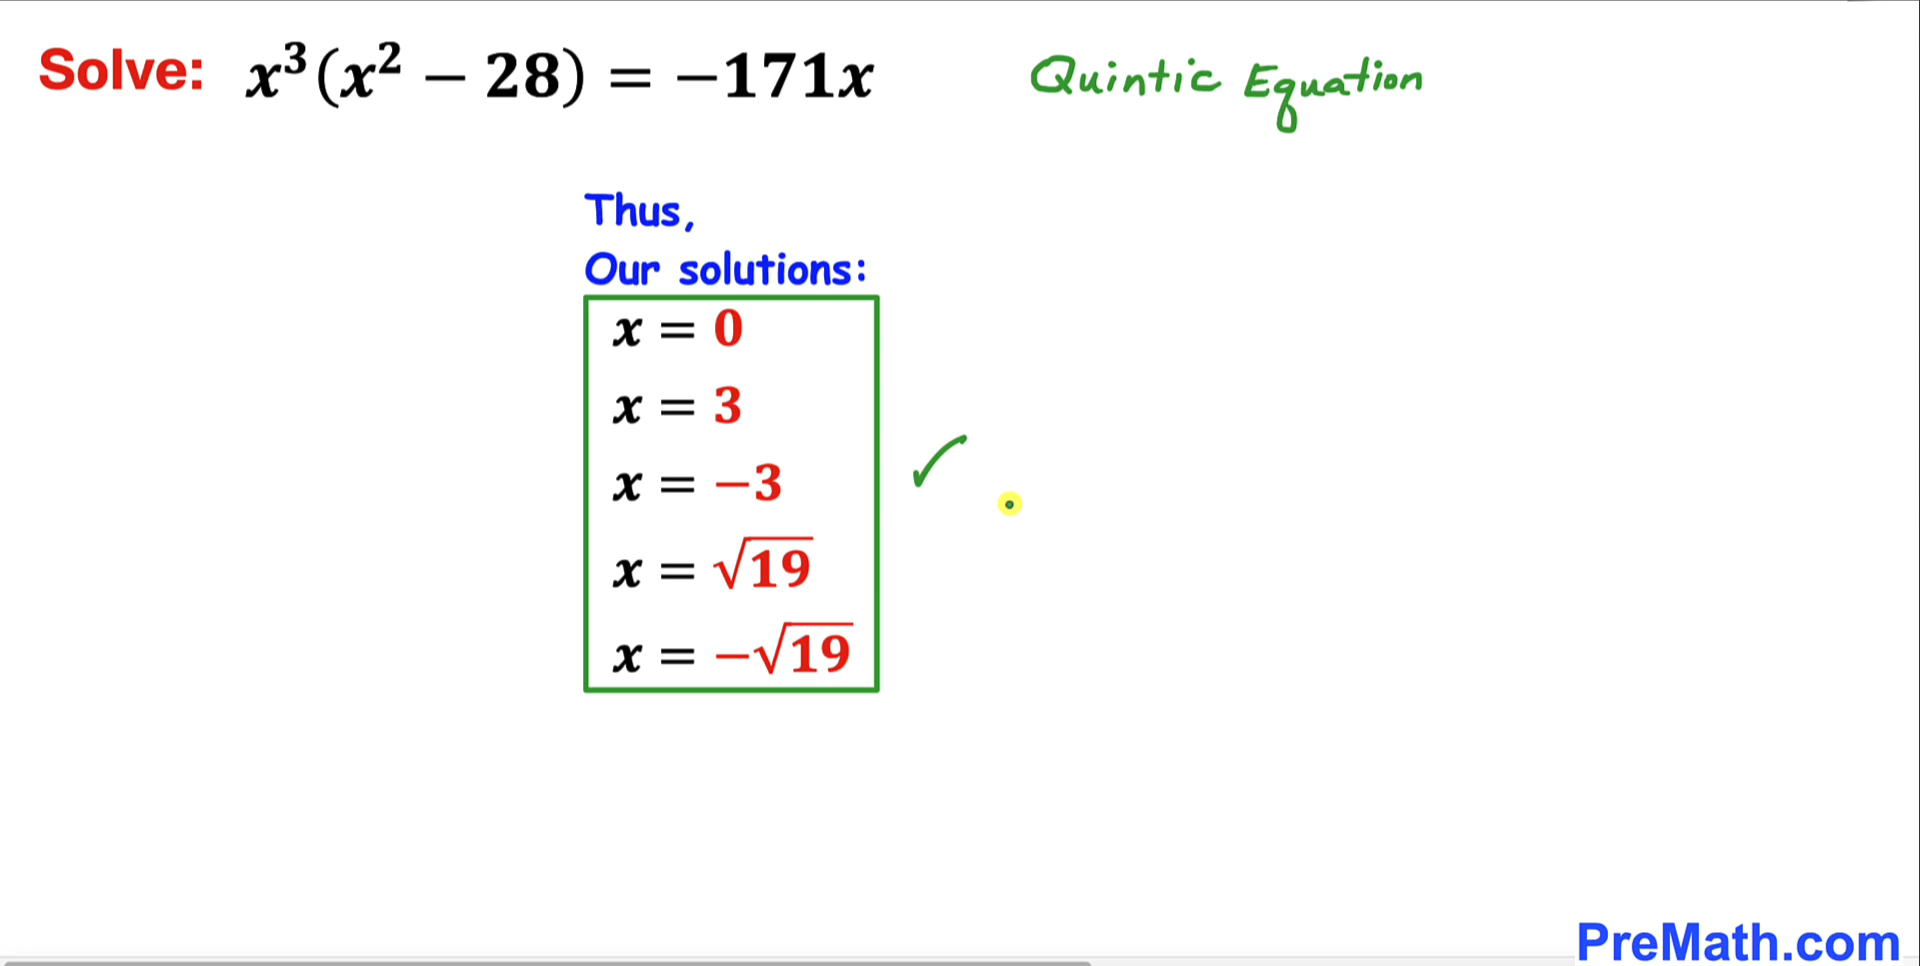 Solve: x³(x² − 28) = −171x
Quintic Equation
Thus,
Our solutions:
x = 0
x = 3
x = −3
x = √19
x = −√19
PreMath.com